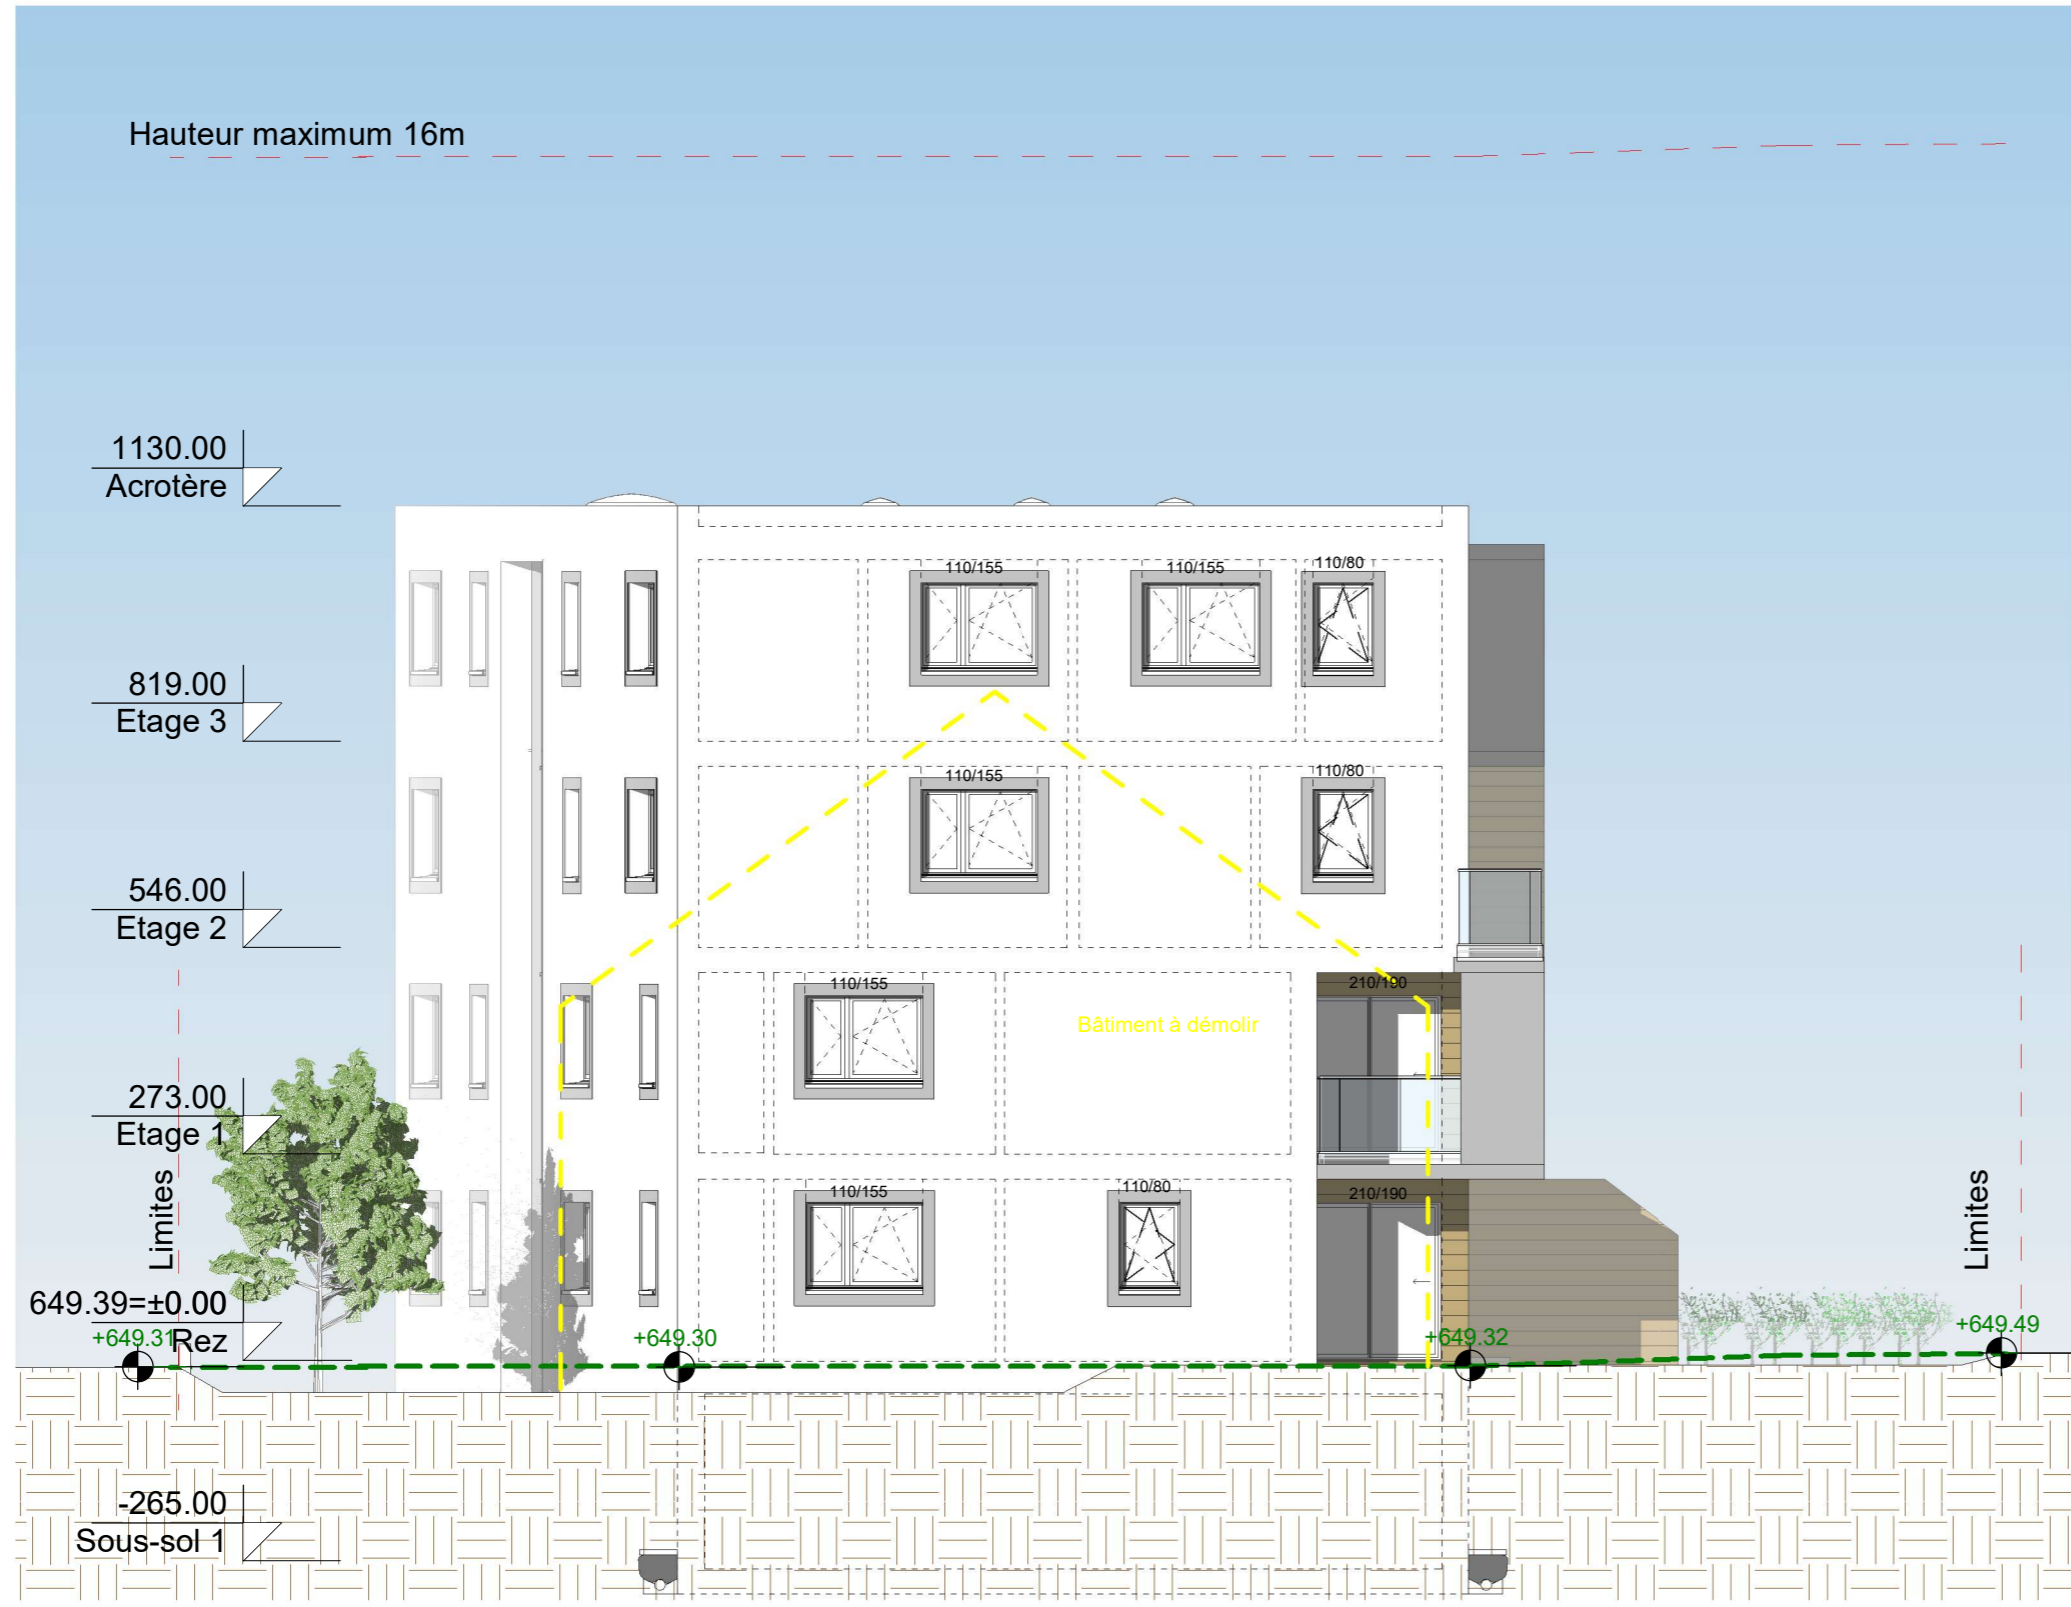 Hauteur maximum 16m
1130.00
Acrotère
110/155
110/155
110/80
819.00
Etage 3
110/155
110/80
546.00
Etage 2
110/155
210/190
Bâtiment à démolir
273.00
Etage 1
Limites
Limites
110/155
110/80
210/190
649.39=±0.00
Rez
+649.31
+649.30
+649.32
+649.49
-265.00
Sous-sol 1